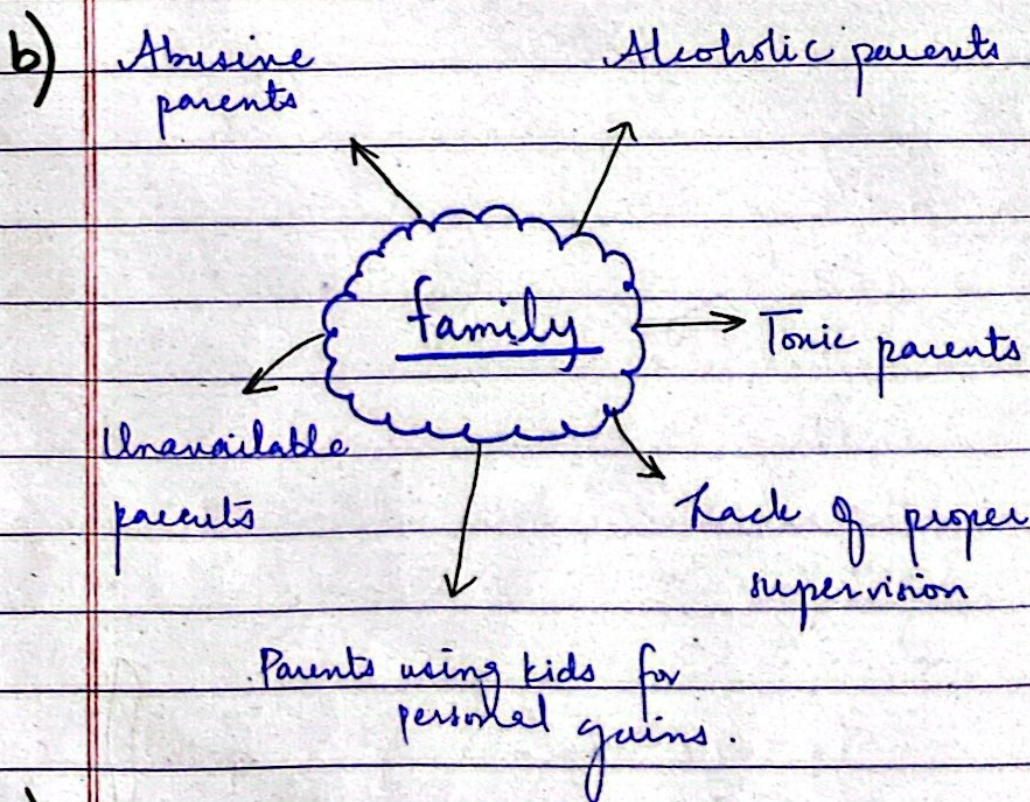 b) Abusive Alcoholic parents
parents
family
Toxic parents
Unavailable
parents
Lack of proper
supervision
Parents using kids for
personal gains.